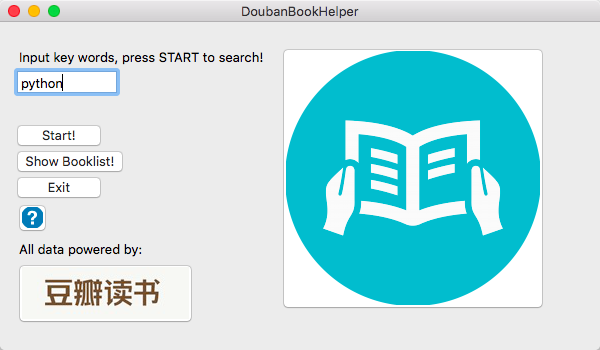 DoubanBookHelper
Input key words, press START to search!
python
Start!
Show Booklist!
Exit
?
All data powered by:
豆瓣读书